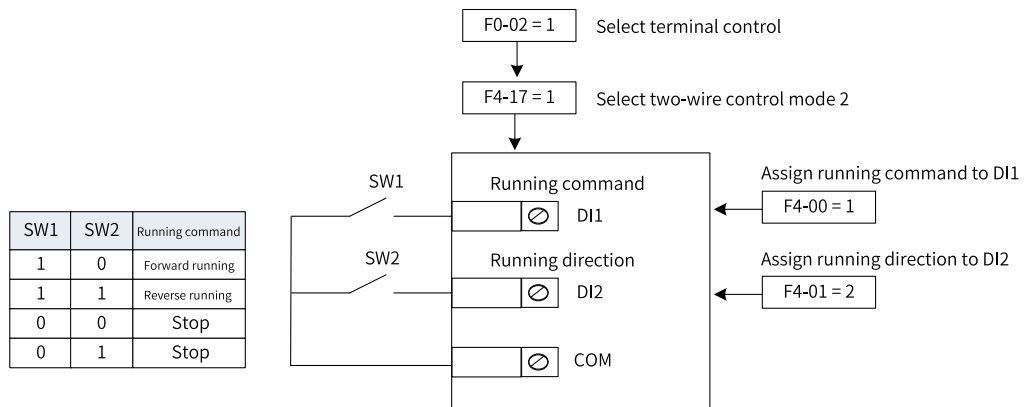 F0-02 = 1 Select terminal control
F4-17 = 1 Select two-wire control mode 2
SW1 Running command Assign running command to DI1
DI1 F4-00 = 1
SW2 Running direction Assign running direction to DI2
DI2 F4-01 = 2
COM
SW1 SW2 Running command
1 0 Forward running
1 1 Reverse running
0 0 Stop
0 1 Stop